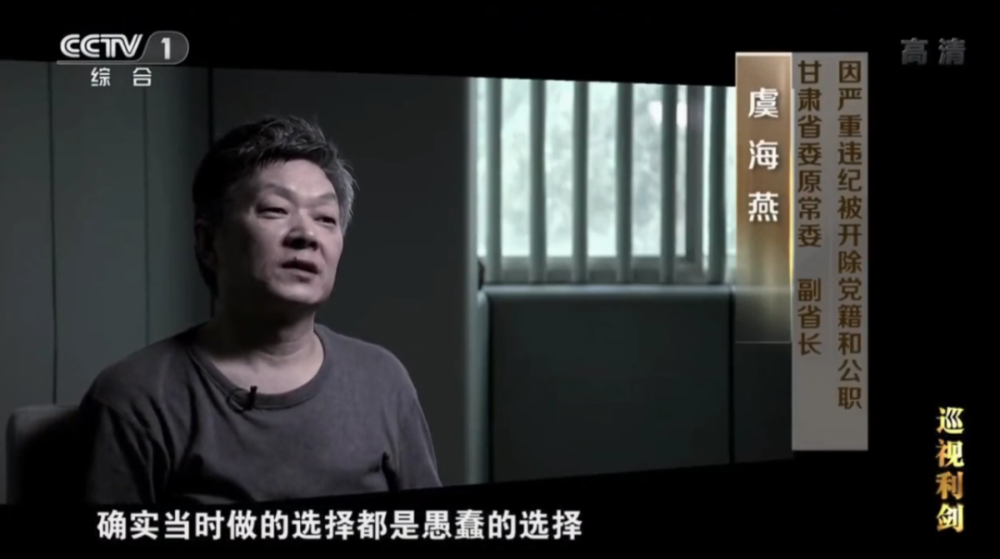 CCTV 1
综合
高清
因严重违纪被开除党籍和公职
甘肃省委原常委 副省长
虞海燕
巡视利剑
确实当时做的选择都是愚蠢的选择